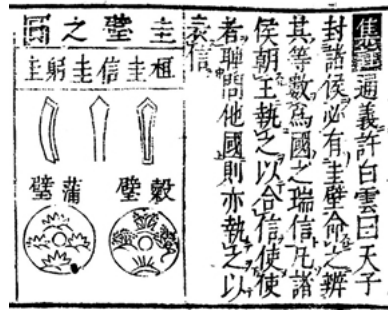 集通義許白雲曰天子
封諸侯必有圭璧命之辨
其等數爲國之瑞信凡諸
侯朝王執之以合信使使
者聘問他國則亦執之以
信
圭璧之圖
桓圭
信圭
躬圭
穀璧
蒲璧